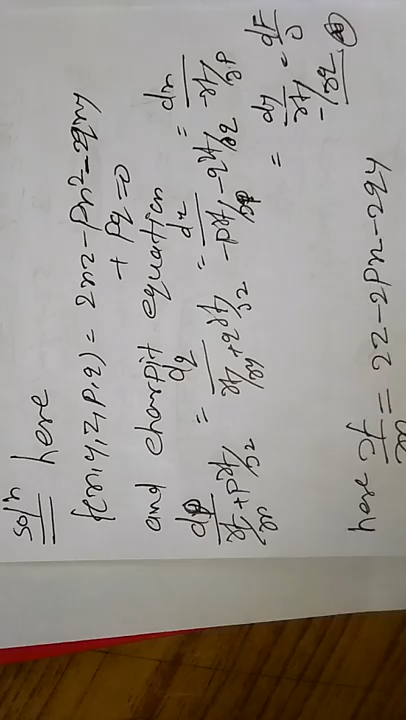 soln here
f(x,y,z,p,q) = 2xz - px² - 2qxy
+ pq = 0
and charpit equation
dp / (∂f/∂x + p ∂f/∂z) = dq / (∂f/∂y + q ∂f/∂z) = dz / (-p ∂f/∂p - q ∂f/∂q) = dx / (-∂f/∂p)
= dy / (-∂f/∂q) = dF / 0
here ∂f/∂x = 2z - 2px - 2qy